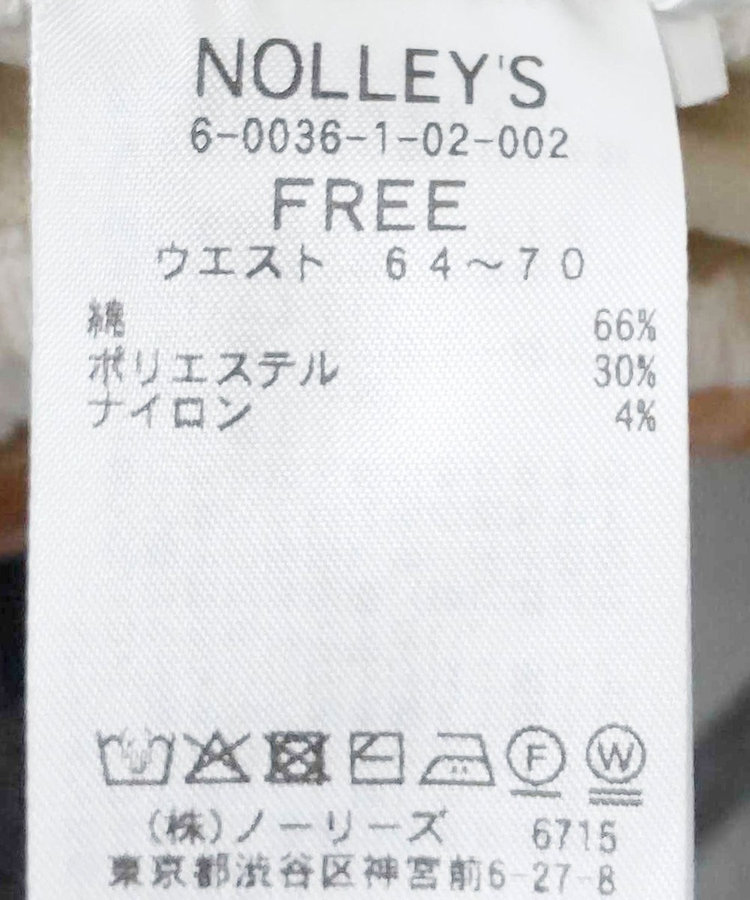 NOLLEY'S
6-0036-1-02-002
FREE
ウエスト 64～70
綿 66%
ポリエステル 30%
ナイロン 4%
F W
(株)ノーリーズ 6715
東京都渋谷区神宮前6-27-8